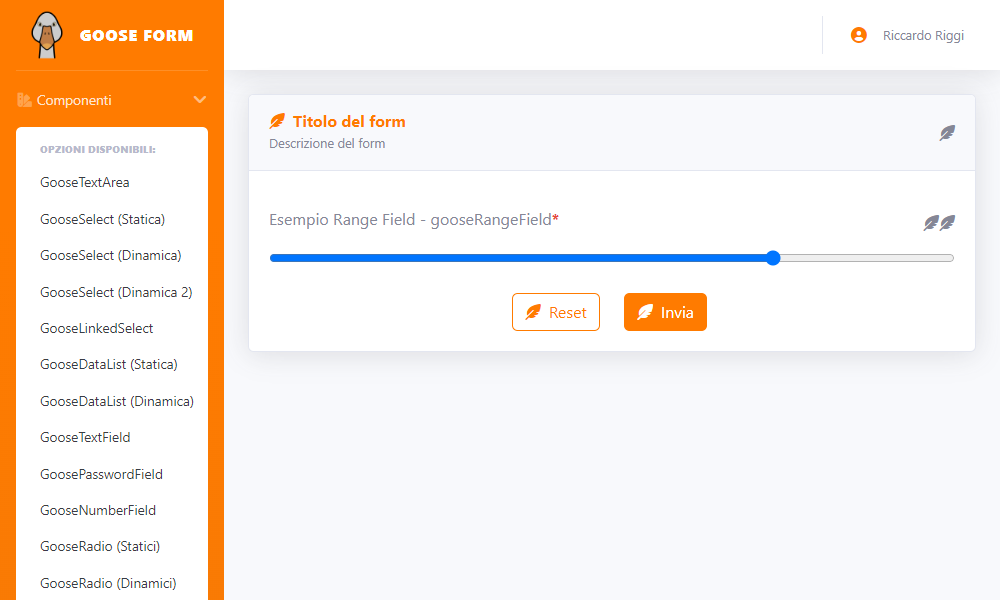 GOOSE FORM
Riccardo Riggi
Componenti
OPZIONI DISPONIBILI:
GooseTextArea
GooseSelect (Statica)
GooseSelect (Dinamica)
GooseSelect (Dinamica 2)
GooseLinkedSelect
GooseDataList (Statica)
GooseDataList (Dinamica)
GooseTextField
GoosePasswordField
GooseNumberField
GooseRadio (Statici)
GooseRadio (Dinamici)
Titolo del form
Descrizione del form
Esempio Range Field - gooseRangeField*
Reset
Invia